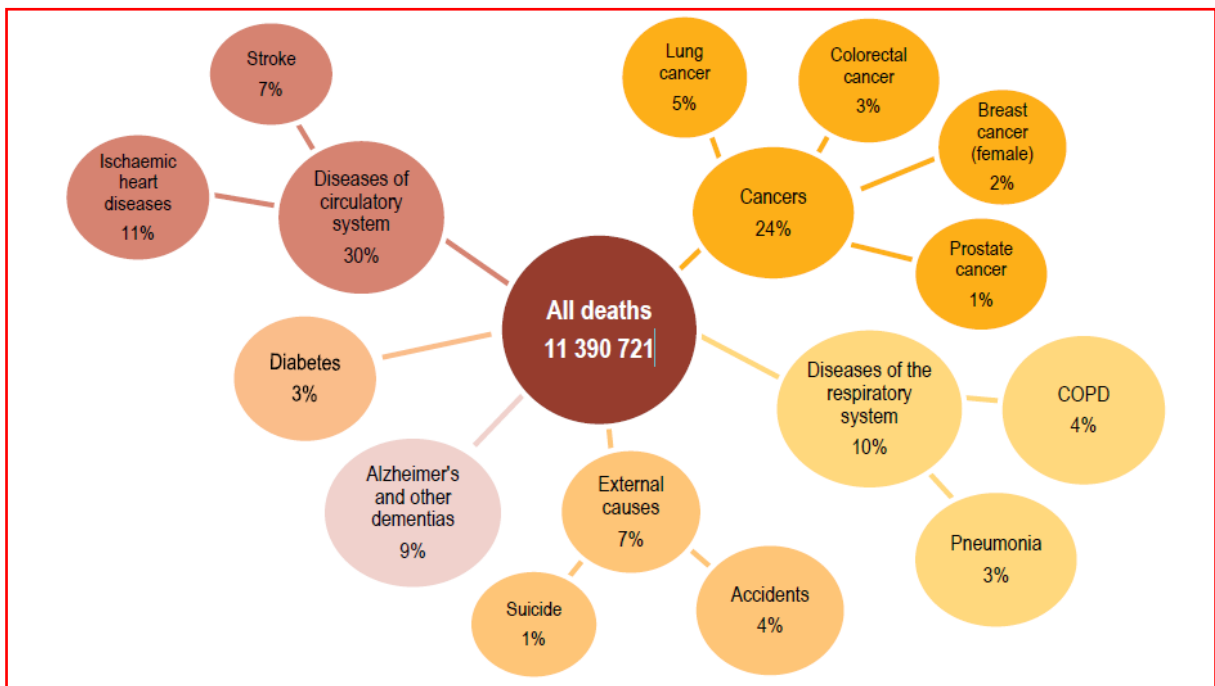 Stroke
7%
Ischaemic
heart
diseases
11%
Diseases of
circulatory
system
30%
Lung
cancer
5%
Colorectal
cancer
3%
Breast
cancer
(female)
2%
Cancers
24%
Prostate
cancer
1%
All deaths
11 390 721
Diabetes
3%
Alzheimer's
and other
dementias
9%
External
causes
7%
Suicide
1%
Accidents
4%
Diseases of the
respiratory
system
10%
COPD
4%
Pneumonia
3%